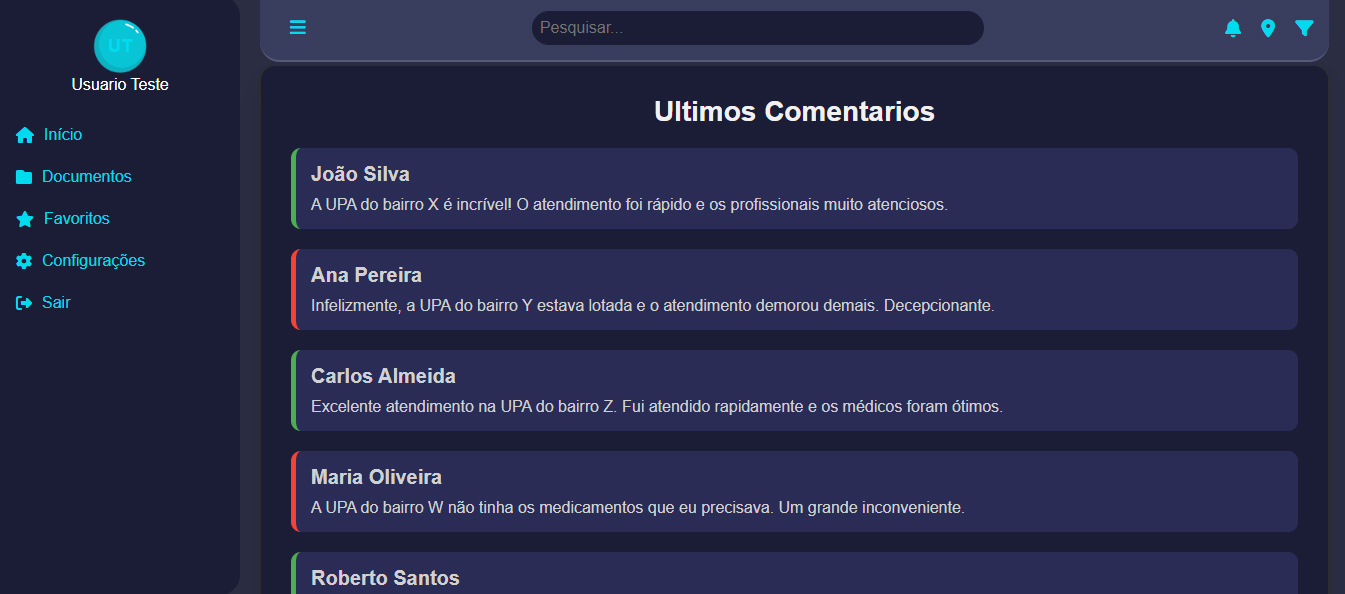 UT
Usuario Teste
Início
Documentos
Favoritos
Configurações
Sair
Pesquisar...
Ultimos Comentarios
João Silva
A UPA do bairro X é incrível! O atendimento foi rápido e os profissionais muito atenciosos.
Ana Pereira
Infelizmente, a UPA do bairro Y estava lotada e o atendimento demorou demais. Decepcionante.
Carlos Almeida
Excelente atendimento na UPA do bairro Z. Fui atendido rapidamente e os médicos foram ótimos.
Maria Oliveira
A UPA do bairro W não tinha os medicamentos que eu precisava. Um grande inconveniente.
Roberto Santos